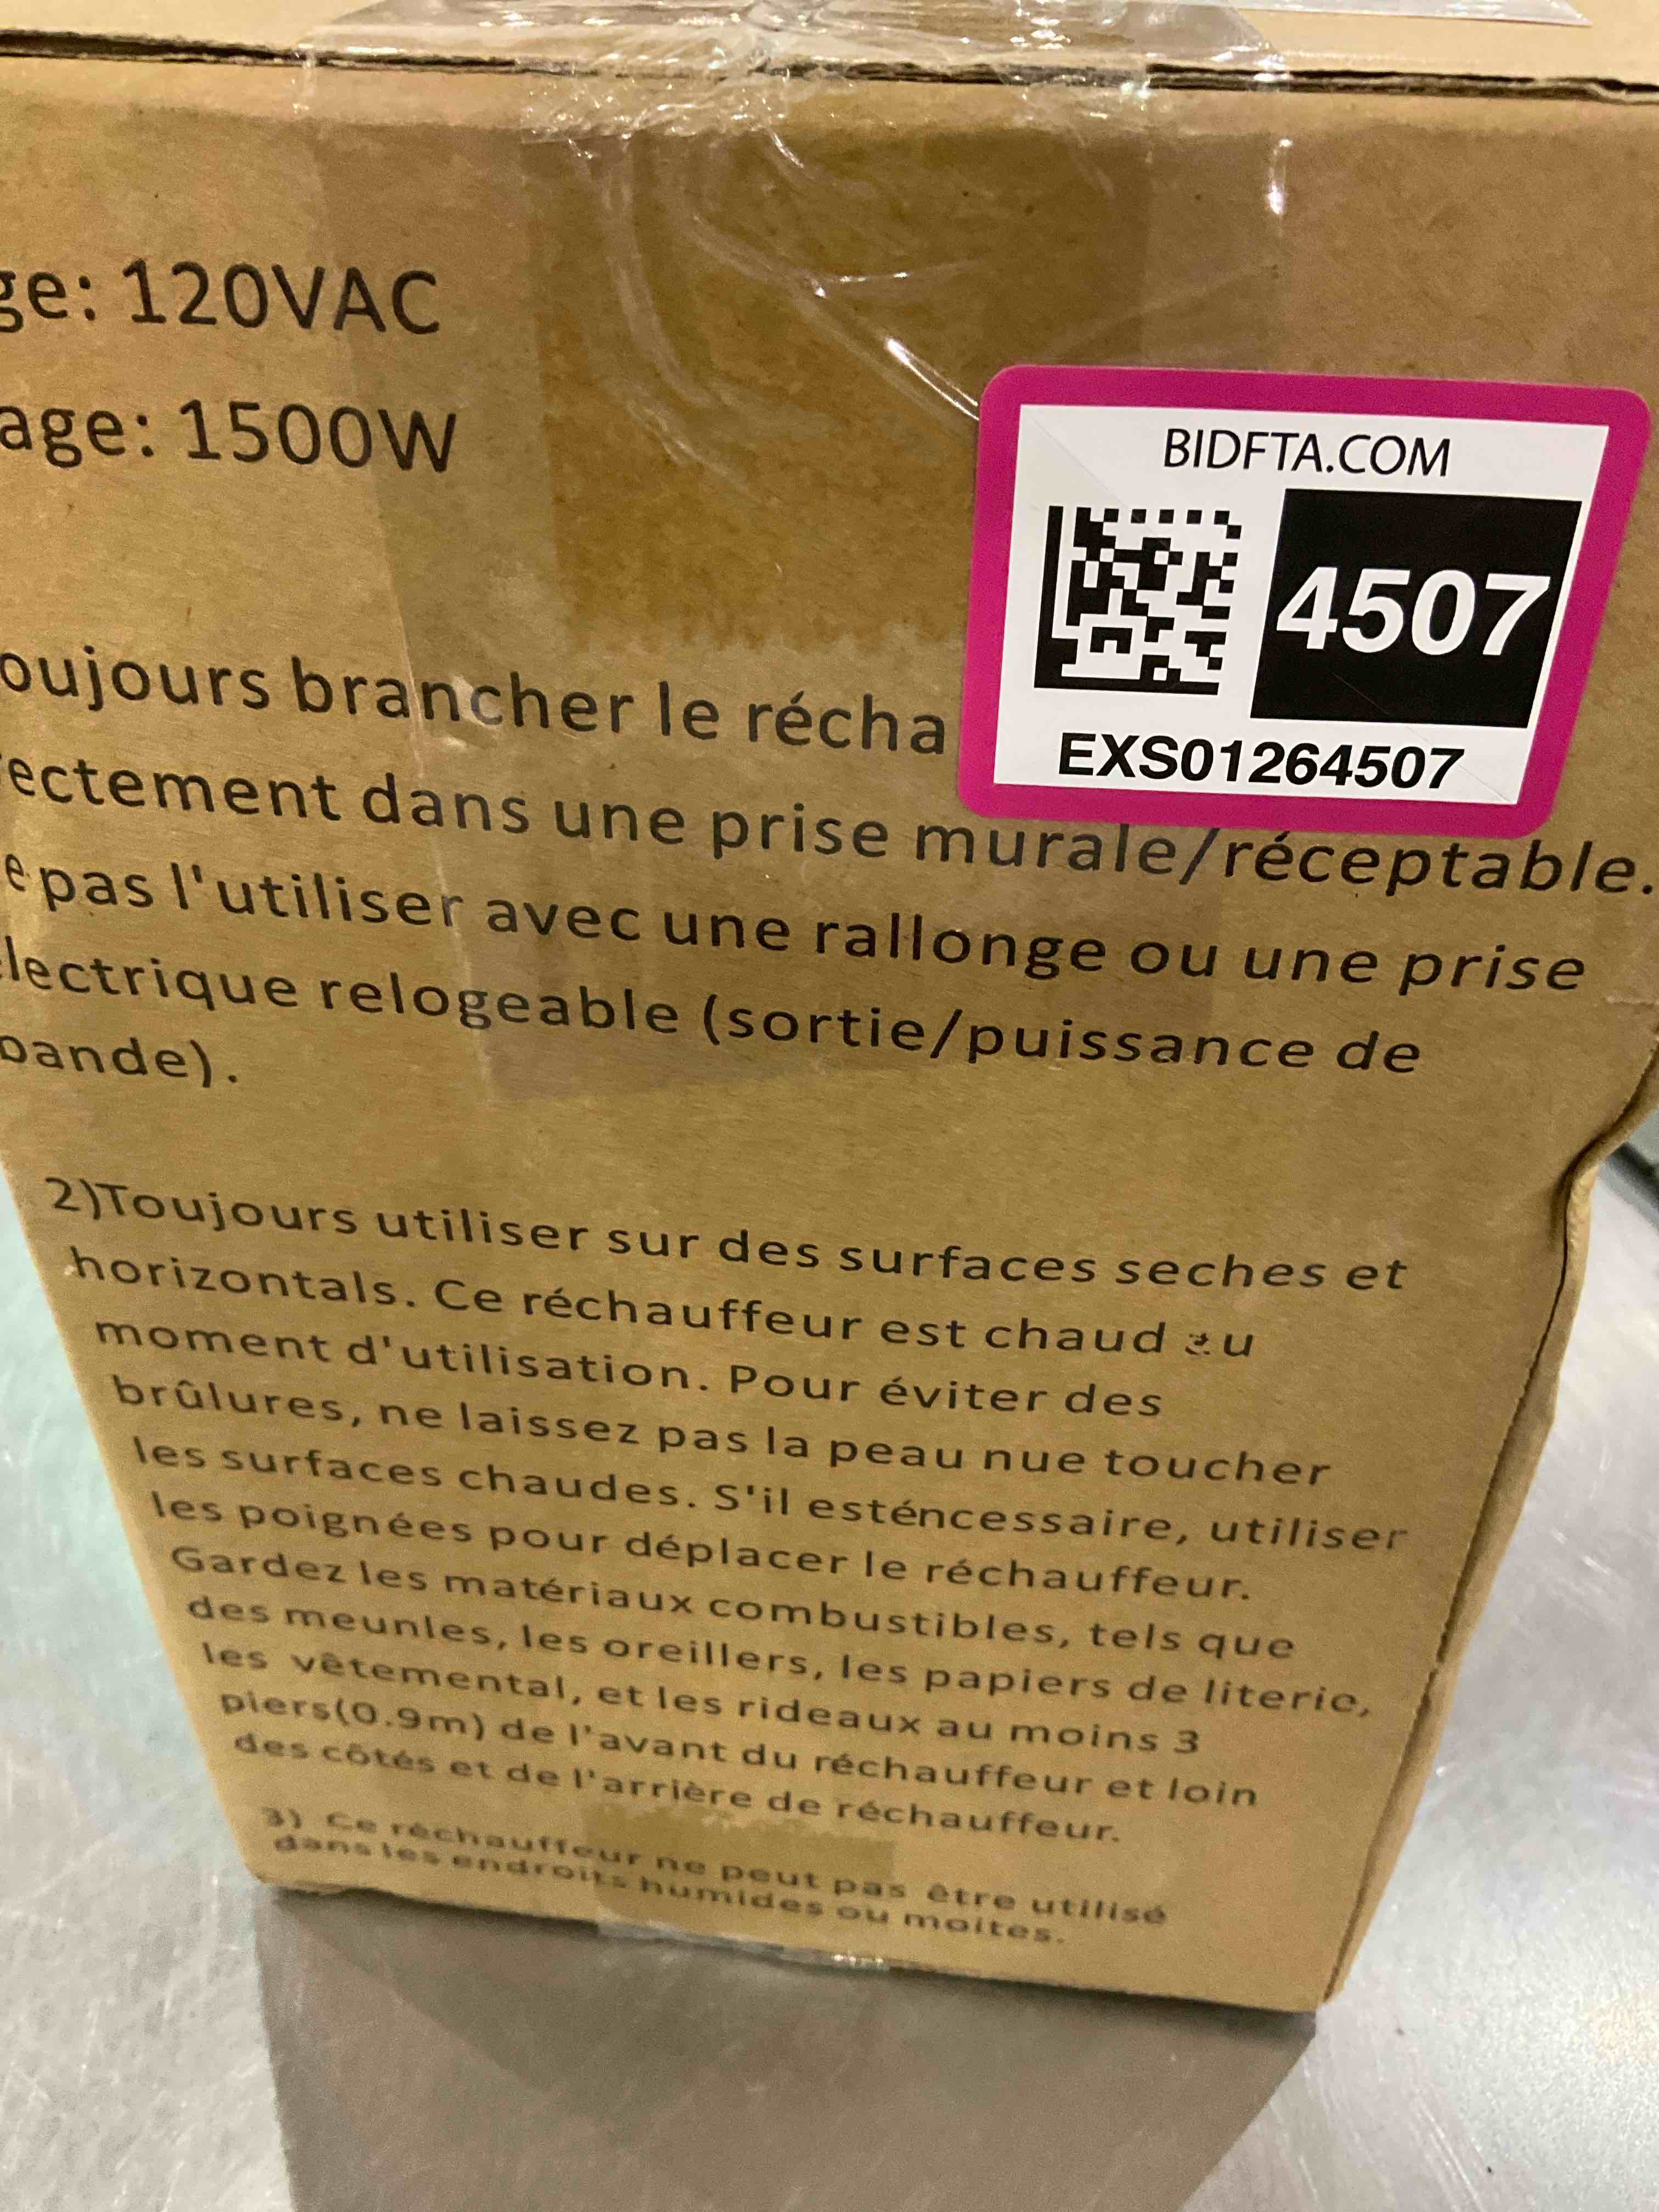 ge: 120VAC
age: 1500W
BIDFTA.COM
4507
EXS01264507
oujours brancher le récha
ectement dans une prise murale/réceptable.
e pas l'utiliser avec une rallonge ou une prise
lectrique relogeable (sortie/puissance de
bande).
2)Toujours utiliser sur des surfaces seches et
horizontals. Ce réchauffeur est chaud au
moment d'utilisation. Pour éviter des
brûlures, ne laissez pas la peau nue toucher
les surfaces chaudes. S'il esténcessaire, utiliser
les poignées pour déplacer le réchauffeur.
Gardez les matériaux combustibles, tels que
des meunles, les oreillers, les papiers de literie,
les vêtemental, et les rideaux au moins 3
piers(0.9m) de l'avant du réchauffeur et loin
des côtés et de l'arrière de réchauffeur.
3) Ce réchauffeur ne peut pas être utilisé
dans les endroits humides ou moites.